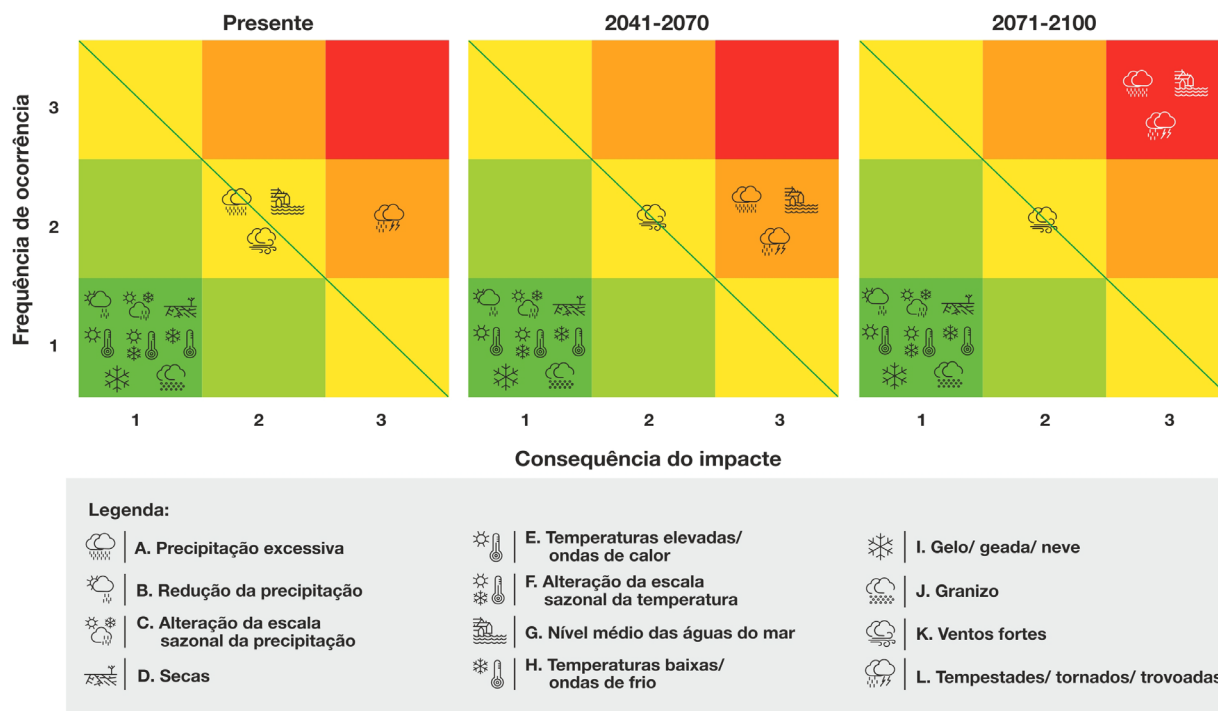 Presente
2041-2070
2071-2100
Frequência de ocorrência
3
2
1
1
2
3
1
2
3
1
2
3
Consequência do impacte
Legenda:
A. Precipitação excessiva
B. Redução da precipitação
C. Alteração da escala
sazonal da precipitação
D. Secas
E. Temperaturas elevadas/
ondas de calor
F. Alteração da escala
sazonal da temperatura
G. Nível médio das águas do mar
H. Temperaturas baixas/
ondas de frio
I. Gelo/ geada/ neve
J. Granizo
K. Ventos fortes
L. Tempestades/ tornados/ trovoadas